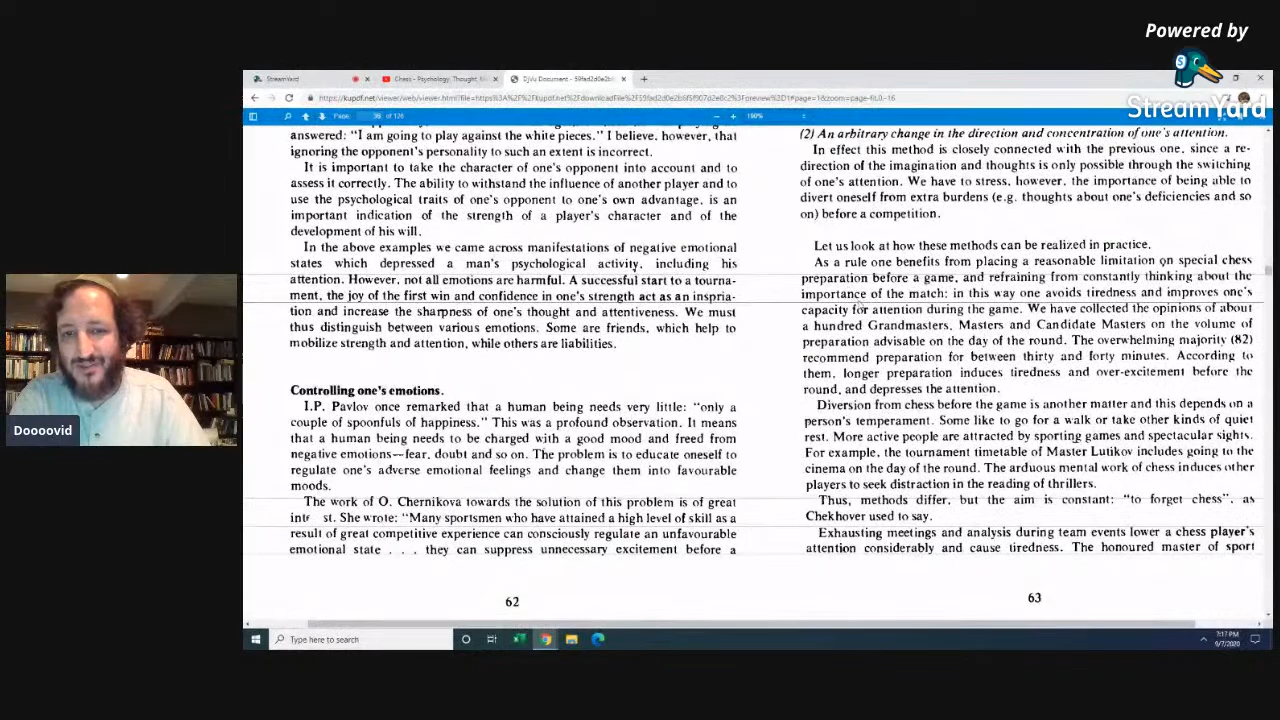 Powered by
StreamYard
StreamYard
Chess - Psychology, Thought,
DjVu Document - 59fad2d0e2b
Page:
of 126
190%
answered: "I am going to play against the white pieces." I believe, however, that
ignoring the opponent's personality to such an extent is incorrect.
It is important to take the character of one's opponent into account and to
assess it correctly. The ability to withstand the influence of another player and to
use the psychological traits of one's opponent to one's own advantage, is an
important indication of the strength of a player's character and of the
development of his will.
In the above examples we came across manifestations of negative emotional
states which depressed a man's psychological activity, including his
attention. However, not all emotions are harmful. A successful start to a tourna-
ment, the joy of the first win and confidence in one's strength act as an inspria-
tion and increase the sharpness of one's thought and attentiveness. We must
thus distinguish between various emotions. Some are friends, which help to
mobilize strength and attention, while others are liabilities.
Controlling one's emotions.
I.P. Pavlov once remarked that a human being needs very little: "only a
couple of spoonfuls of happiness." This was a profound observation. It means
that a human being needs to be charged with a good mood and freed from
negative emotions—fear, doubt and so on. The problem is to educate oneself to
regulate one's adverse emotional feelings and change them into favourable
moods.
The work of O. Chernikova towards the solution of this problem is of great
inte st. She wrote: "Many sportsmen who have attained a high level of skill as a
result of great competitive experience can consciously regulate an unfavourable
emotional state . . . they can suppress unnecessary excitement before a
62
(2) An arbitrary change in the direction and concentration of one's attention.
In effect this method is closely connected with the previous one, since a re-
direction of the imagination and thoughts is only possible through the switching
of one's attention. We have to stress, however, the importance of being able to
divert oneself from extra burdens (e.g. thoughts about one's deficiencies and so
on) before a competition.
Let us look at how these methods can be realized in practice.
As a rule one benefits from placing a reasonable limitation on special chess
preparation before a game, and refraining from constantly thinking about the
importance of the match; in this way one avoids tiredness and improves one's
capacity for attention during the game. We have collected the opinions of about
a hundred Grandmasters, Masters and Candidate Masters on the volume of
preparation advisable on the day of the round. The overwhelming majority (82)
recommend preparation for between thirty and forty minutes. According to
them, longer preparation induces tiredness and over-excitement before the
round, and depresses the attention.
Diversion from chess before the game is another matter and this depends on a
person's temperament. Some like to go for a walk or take other kinds of quiet
rest. More active people are attracted by sporting games and spectacular sights.
For example, the tournament timetable of Master Lutikov includes going to the
cinema on the day of the round. The arduous mental work of chess induces other
players to seek distraction in the reading of thrillers.
Thus, methods differ, but the aim is constant: "to forget chess", as
Chekhover used to say.
Exhausting meetings and analysis during team events lower a chess player's
attention considerably and cause tiredness. The honoured master of sport
63
Doooovid
Type here to search
7:17 PM
9/7/2020